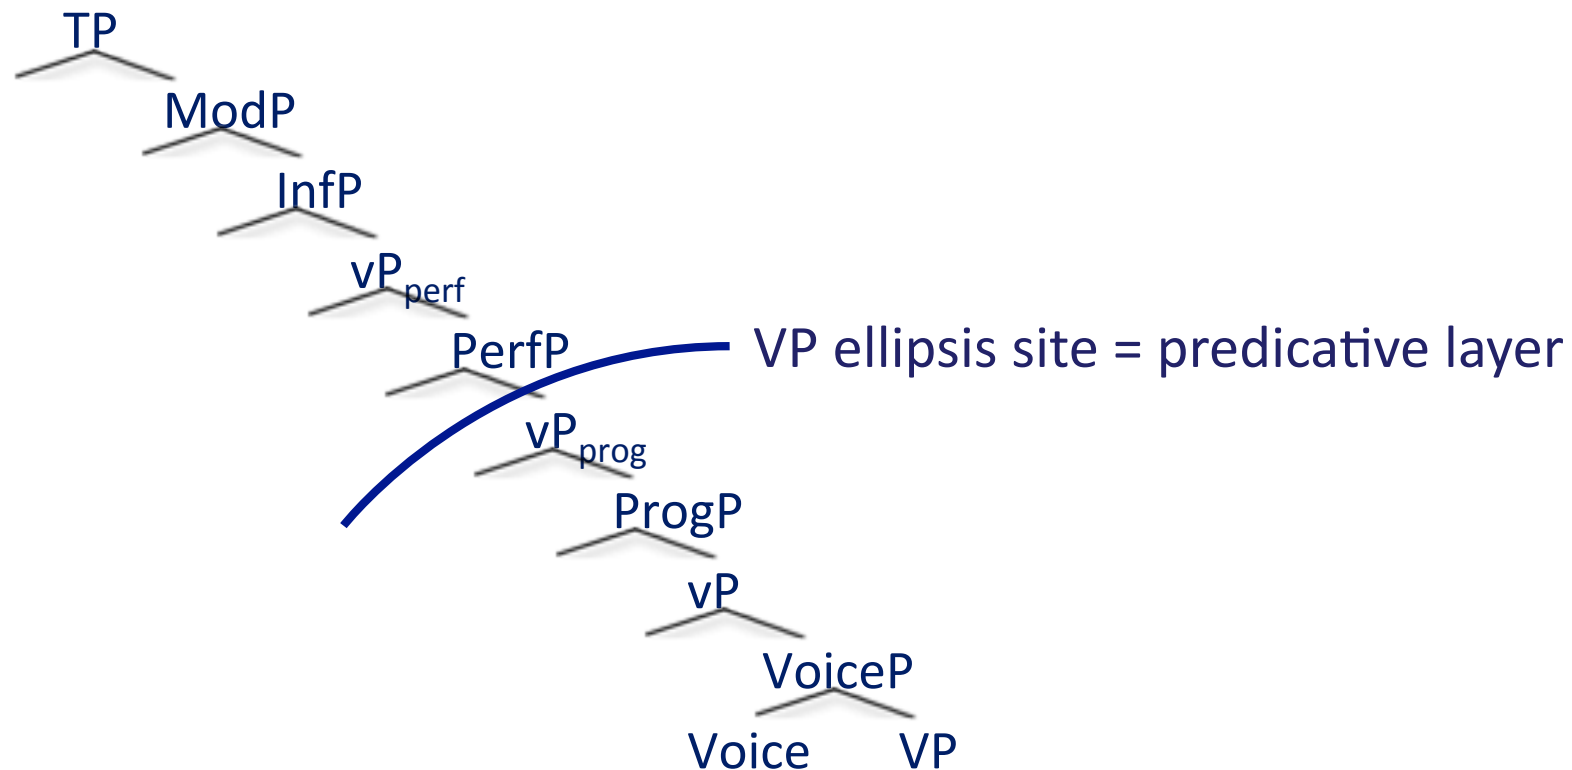 TP
ModP
InfP
vPperf
PerfP
VP ellipsis site = predicative layer
vPprog
ProgP
vP
VoiceP
Voice VP